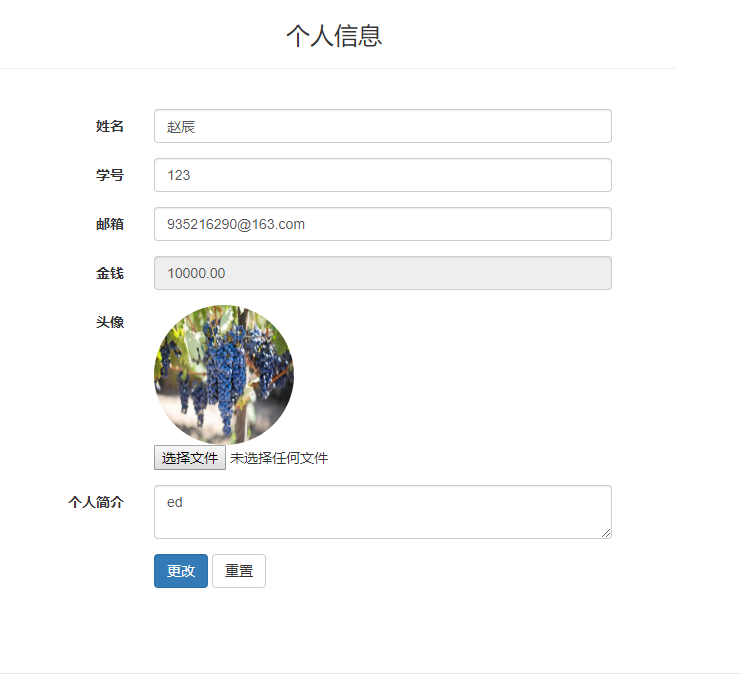 个人信息
姓名 赵辰
学号 123
邮箱 935216290@163.com
金钱 10000.00
头像
选择文件 未选择任何文件
个人简介 ed
更改 重置